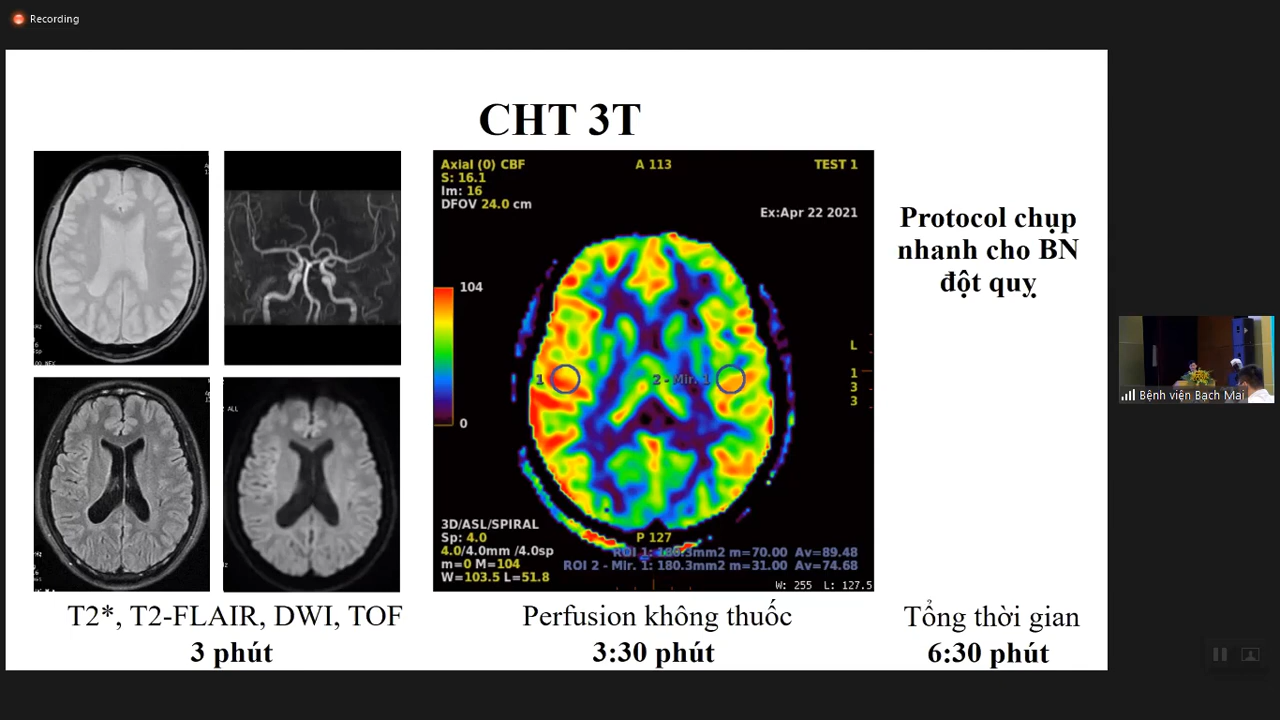 Recording
CHT 3T
Axial (0) CBF
S: 16.1
Im: 16
DFOV 24.0 cm
A 113
TEST 1
Ex:Apr 22 2021
104
0
L
1
3
3
1
2 - Mir. 1
3D/ASL/SPIRAL
Sp: 4.0
4.0/4.0mm /4.0sp
m=0 M=104
W=103.5 L=51.8
P 127
ROI 1: 180.3mm2 m=70.00 Av=89.48
ROI 2 - Mir. 1: 180.3mm2 m=31.00 Av=74.68
W: 255 L: 127.5
Protocol chụp
nhanh cho BN
đột quỵ
Bệnh viện Bạch Mai
T2*, T2-FLAIR, DWI, TOF
3 phút
Perfusion không thuốc
3:30 phút
Tổng thời gian
6:30 phút